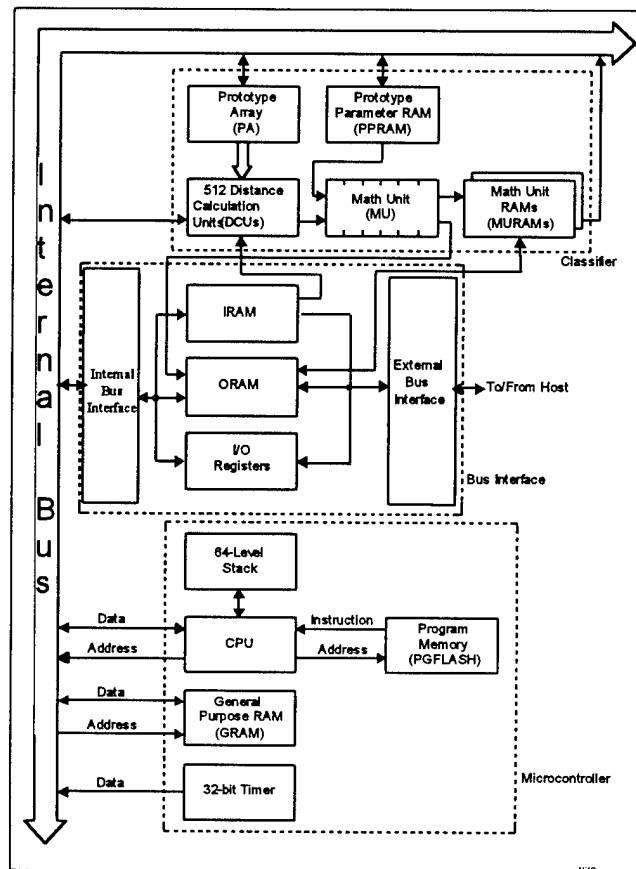 Internal Bus
Prototype
Array
(PA)
Prototype
Parameter RAM
(PPRAM)
512 Distance
Calculation
Units(DCUs)
Math Unit
(MU)
Math Unit
RAMs
(MURAMs)
Classifier
IRAM
Internal Bus
Interface
ORAM
External
Bus
Interface
To/From Host
I/O
Registers
Bus Interface
64-Level
Stack
Data
Address
CPU
Instruction
Address
Program
Memory
(PGFLASH)
Data
Address
General
Purpose RAM
(GRAM)
Data
32-bit Timer
Microcontroller